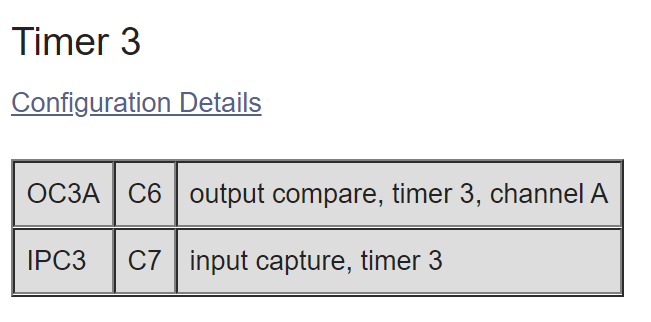 Timer 3
Configuration Details
OC3A C6 output compare, timer 3, channel A
IPC3 C7 input capture, timer 3